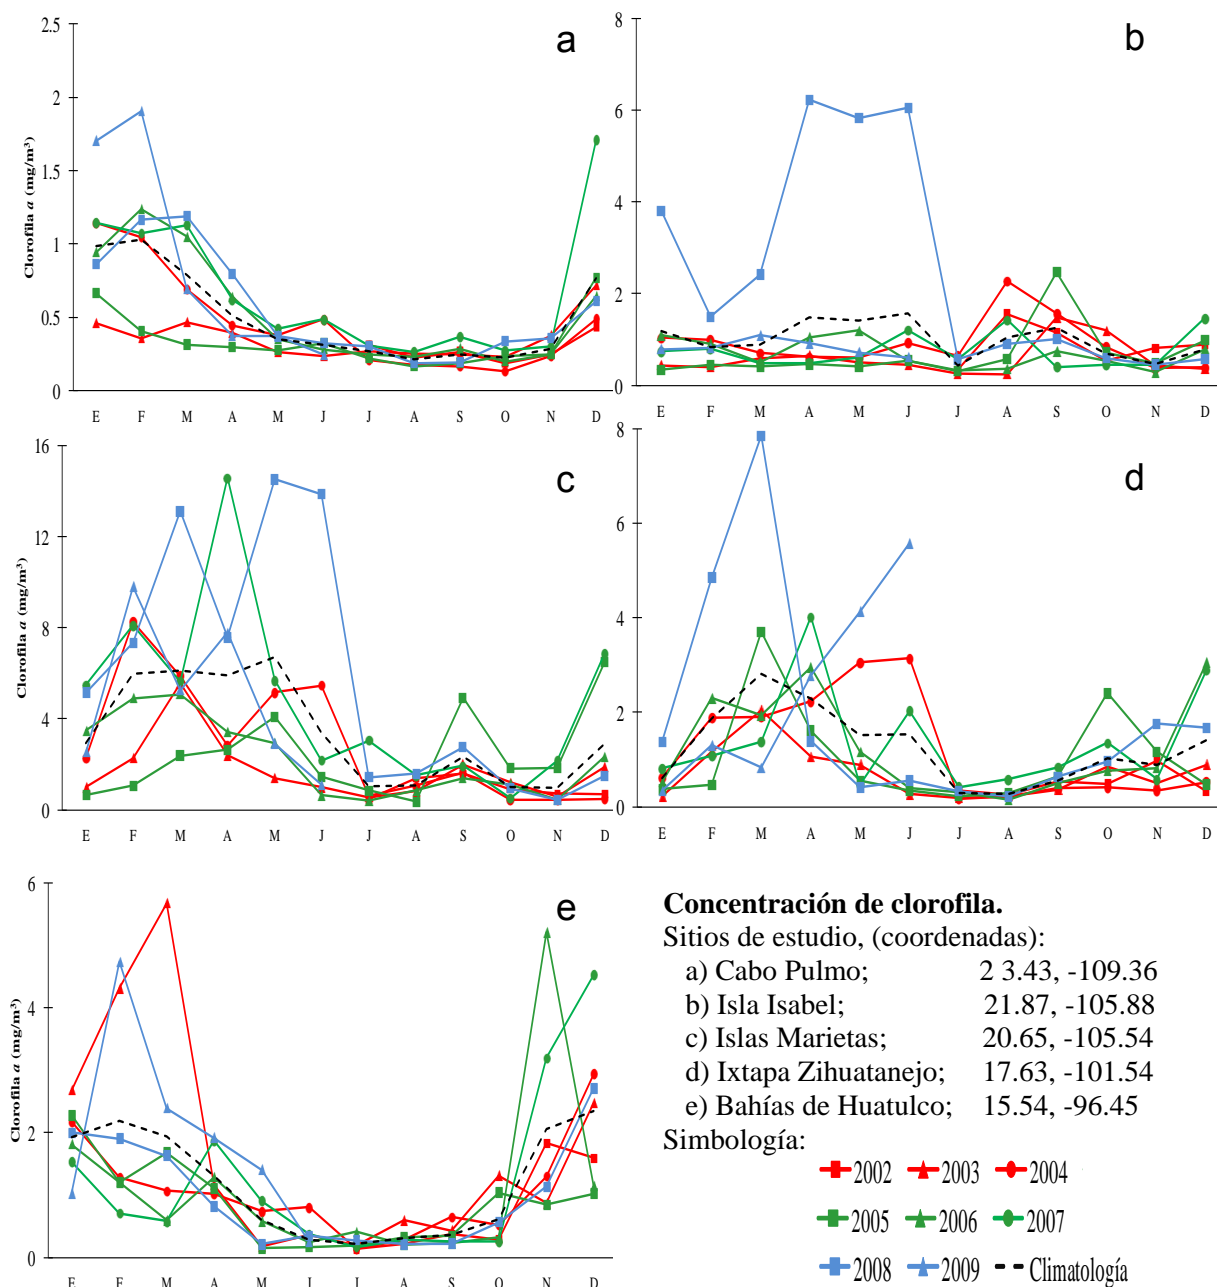 a
2.5
2
1.5
1
0.5
0
Clorofila a (mg/m³)
E F M A M J J A S O N D
b
8
6
4
2
0
E F M A M J J A S O N D
c
16
12
8
4
0
Clorofila a (mg/m³)
E F M A M J J A S O N D
d
8
6
4
2
0
E F M A M J J A S O N D
e
6
4
2
0
Clorofila a (mg/m³)
E F M A M J J A S O N D
Concentración de clorofila.
Sitios de estudio, (coordenadas):
a) Cabo Pulmo; 2 3.43, -109.36
b) Isla Isabel; 21.87, -105.88
c) Islas Marietas; 20.65, -105.54
d) Ixtapa Zihuatanejo; 17.63, -101.54
e) Bahías de Huatulco; 15.54, -96.45
Simbología:
2002 2003 2004
2005 2006 2007
2008 2009 Climatología